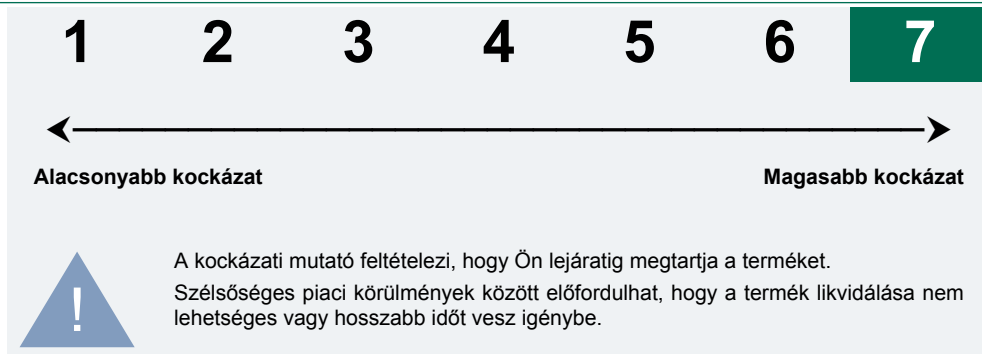 1 2 3 4 5 6 7
Alacsonyabb kockázat Magasabb kockázat
A kockázati mutató feltételezi, hogy Ön lejáratig megtartja a terméket.
Szélsőséges piaci körülmények között előfordulhat, hogy a termék likvidálása nem
lehetséges vagy hosszabb időt vesz igénybe.
!